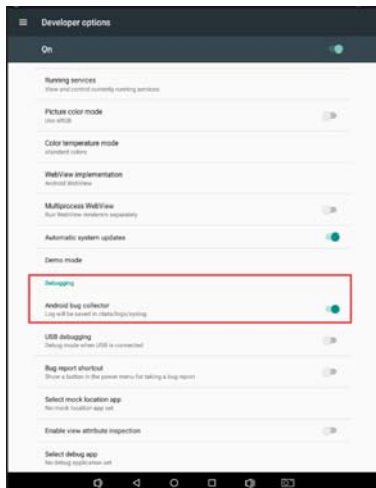 Developer options
On
Running services
View and control currently running services
Picture color mode
Use sRGB
Color temperature mode
standard colors
WebView implementation
Android WebView
Multiprocess WebView
Run WebView renderers separately
Automatic system updates
Demo mode
Debugging
Android bug collector
Log will be saved in /data/logs/syslog
USB debugging
Debug mode when USB is connected
Bug report shortcut
Show a button in the power menu for taking a bug report
Select mock location app
No mock location app set
Enable view attribute inspection
Select debug app
No debug application set